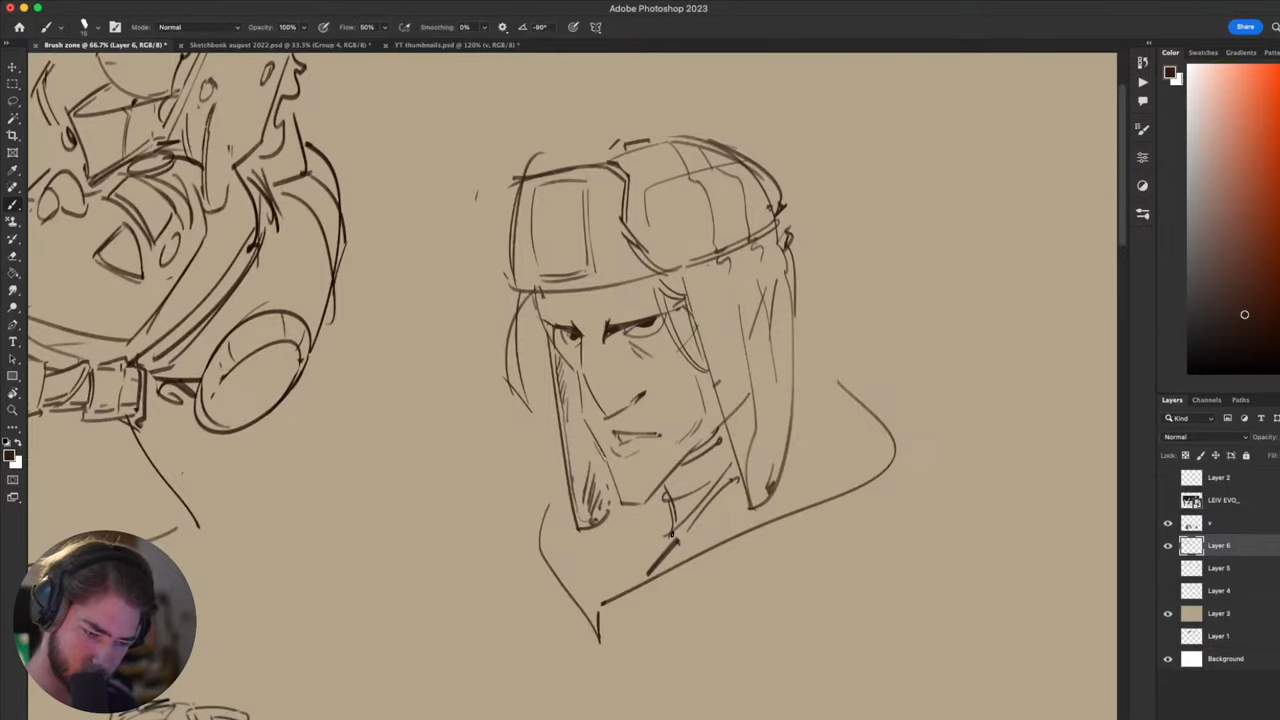 Adobe Photoshop 2023
15
Mode: Normal Opacity: 100% Flow: 50% Smoothing: 0% -90° Share
Brush zone @ 66.7% (Layer 6, RGB/8) * Sketchbook august 2022.psd @ 33.3% (Group 4, RGB/8) * YT thumbnails.psd @ 120% (v, RGB/8) *
Color Swatches Gradients
Layers Channels Paths
Kind
Normal Opacity:
Lock: Fill:
Layer 2
LEIV EVO_
v
Layer 6
Layer 5
Layer 4
Layer 3
Layer 1
Background